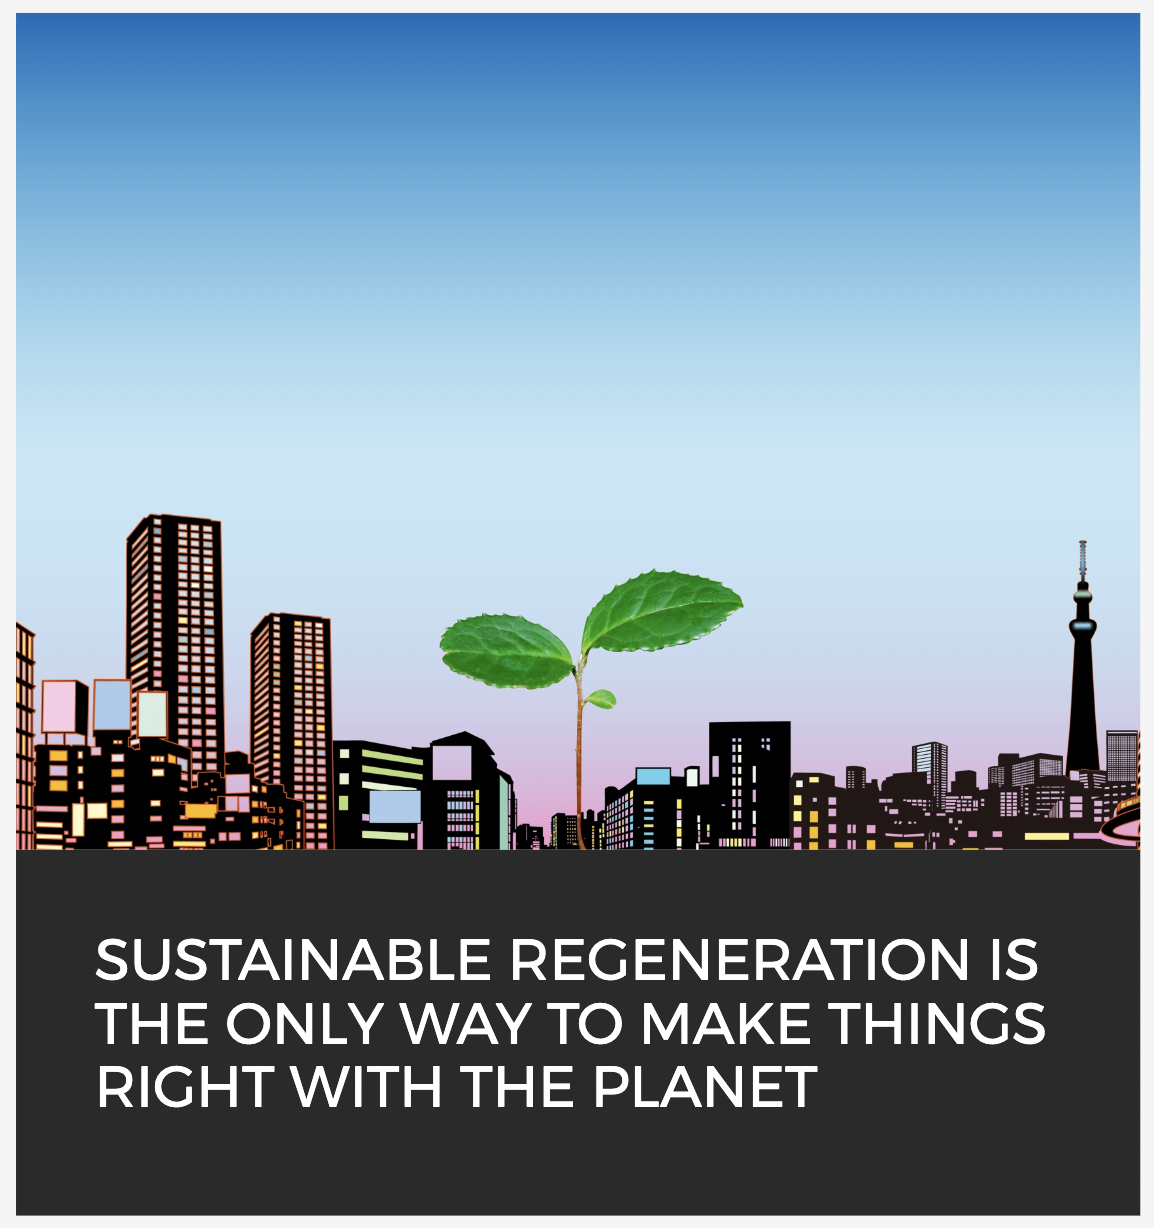 SUSTAINABLE REGENERATION IS
THE ONLY WAY TO MAKE THINGS
RIGHT WITH THE PLANET